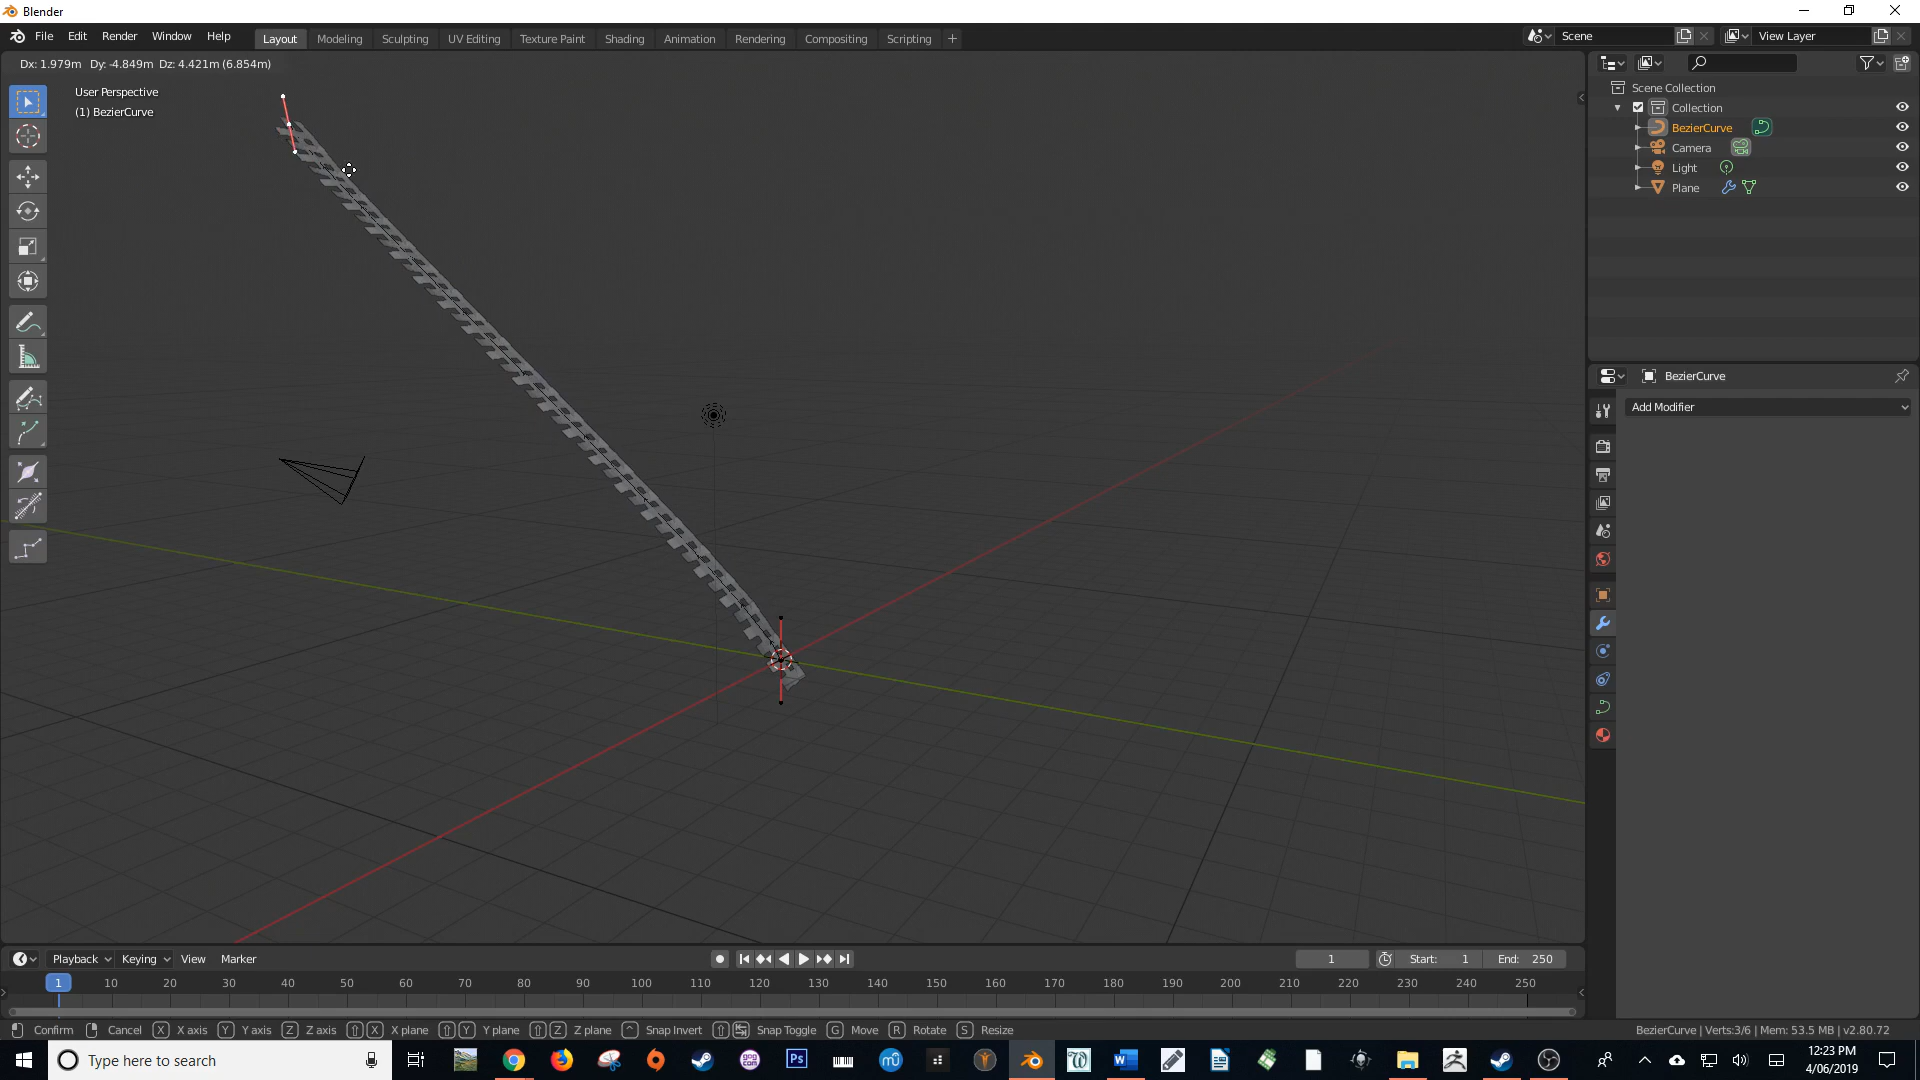 Blender
File Edit Render Window Help Layout Modeling Sculpting UV Editing Texture Paint Shading Animation Rendering Compositing Scripting + Scene View Layer
Dx: 1.979m Dy: -4.849m Dz: 4.421m (6.854m)
User Perspective
(1) BezierCurve
Scene Collection
Collection
BezierCurve
Camera
Light
Plane
BezierCurve
Add Modifier
Playback Keying View Marker 1 Start: 1 End: 250
1 10 20 30 40 50 60 70 80 90 100 110 120 130 140 150 160 170 180 190 200 210 220 230 240 250
Confirm Cancel X X axis Y Y axis Z Z axis X X plane Y Y plane Z Z plane ^ Snap Invert Snap Toggle G Move R Rotate S Resize BezierCurve | Verts:3/6 | Mem: 53.5 MB | v2.80.72
Type here to search
12:23 PM
4/06/2019